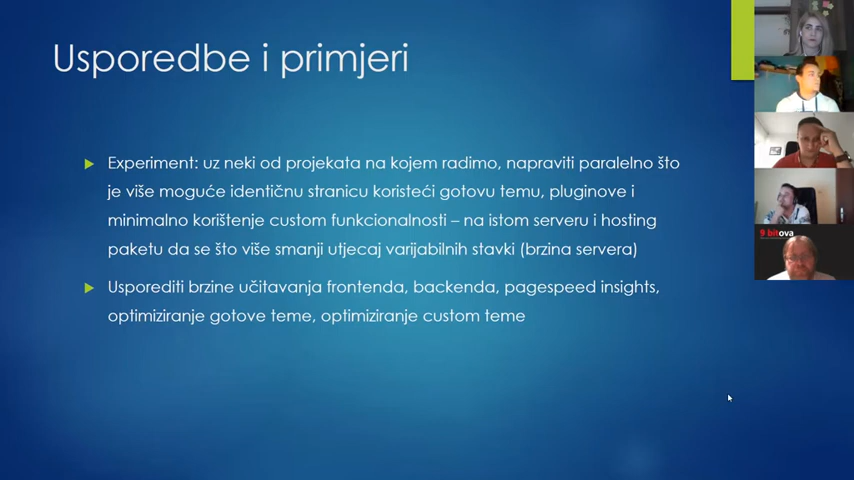 Usporedbe i primjeri
Experiment: uz neki od projekata na kojem radimo, napraviti paralelno što
je više moguće identičnu stranicu koristeći gotovu temu, pluginove i
minimalno korištenje custom funkcionalnosti – na istom serveru i hosting
paketu da se što više smanji utjecaj varijabilnih stavki (brzina servera)
Usporediti brzine učitavanja frontenda, backenda, pagespeed insights,
optimiziranje gotove teme, optimiziranje custom teme
9 bitova